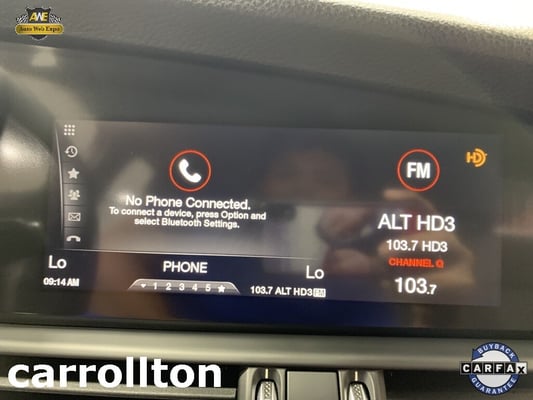 AWE
Auto Web Expo
HD
FM
No Phone Connected.
To connect a device, press Option and
select Bluetooth Settings.
ALT HD3
103.7 HD3
CHANNEL Q
103.7
Lo
PHONE
Lo
09:14 AM
1 2 3 4 5
103.7 ALT HD3 FM
carrollton
BUYBACK
CARFAX
GUARANTEE